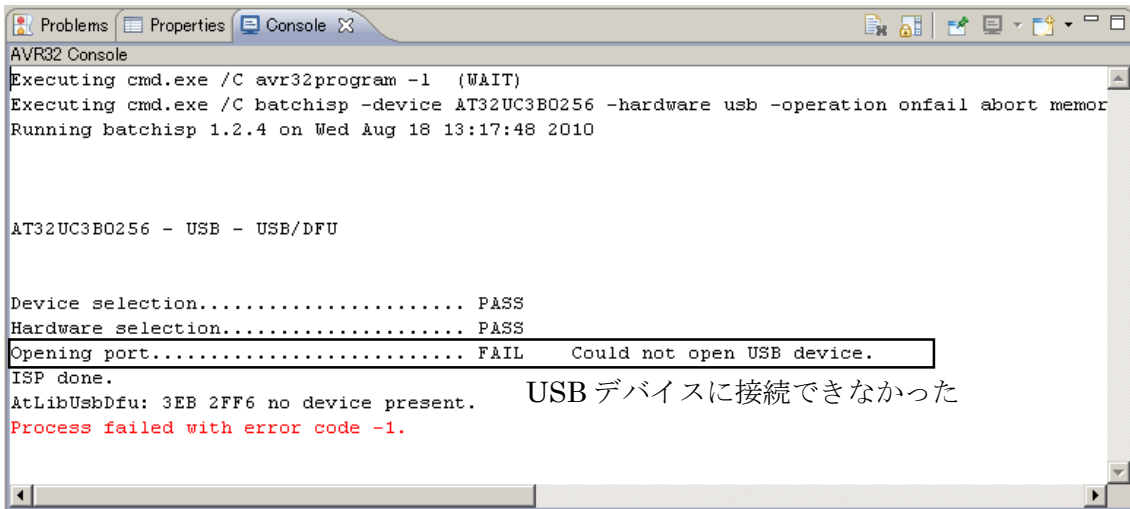 Problems Properties Console
AVR32 Console
Executing cmd.exe /C avr32program -l  (WAIT)
Executing cmd.exe /C batchisp -device AT32UC3B0256 -hardware usb -operation onfail abort memor
Running batchisp 1.2.4 on Wed Aug 18 13:17:48 2010
AT32UC3B0256 - USB - USB/DFU
Device selection....................... PASS
Hardware selection..................... PASS
Opening port........................... FAIL    Could not open USB device.
ISP done.
USB デバイスに接続できなかった
AtLibUsbDfu: 3EB 2FF6 no device present.
Process failed with error code -1.